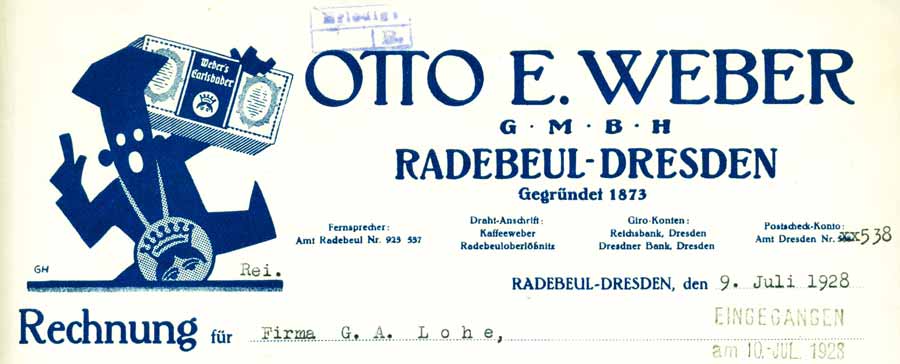 Erledigt:
B.
Weber's
Carlsbader
OTTO E. WEBER
G·M·B·H
RADEBEUL-DRESDEN
Gegründet 1873
Fernsprecher:
Amt Radebeul Nr. 923 537
Draht-Anschrift:
Kaffeeweber
Radebeuloberlößnitz
Giro-Konten:
Reichsbank, Dresden
Dresdner Bank, Dresden
Postscheck-Konto:
Amt Dresden Nr. xx538
GH
Rei.
RADEBEUL-DRESDEN, den 9. Juli 1928
Rechnung für Firma G. A. Lohe,
EINGEGANGEN
am 10. JUL. 1928